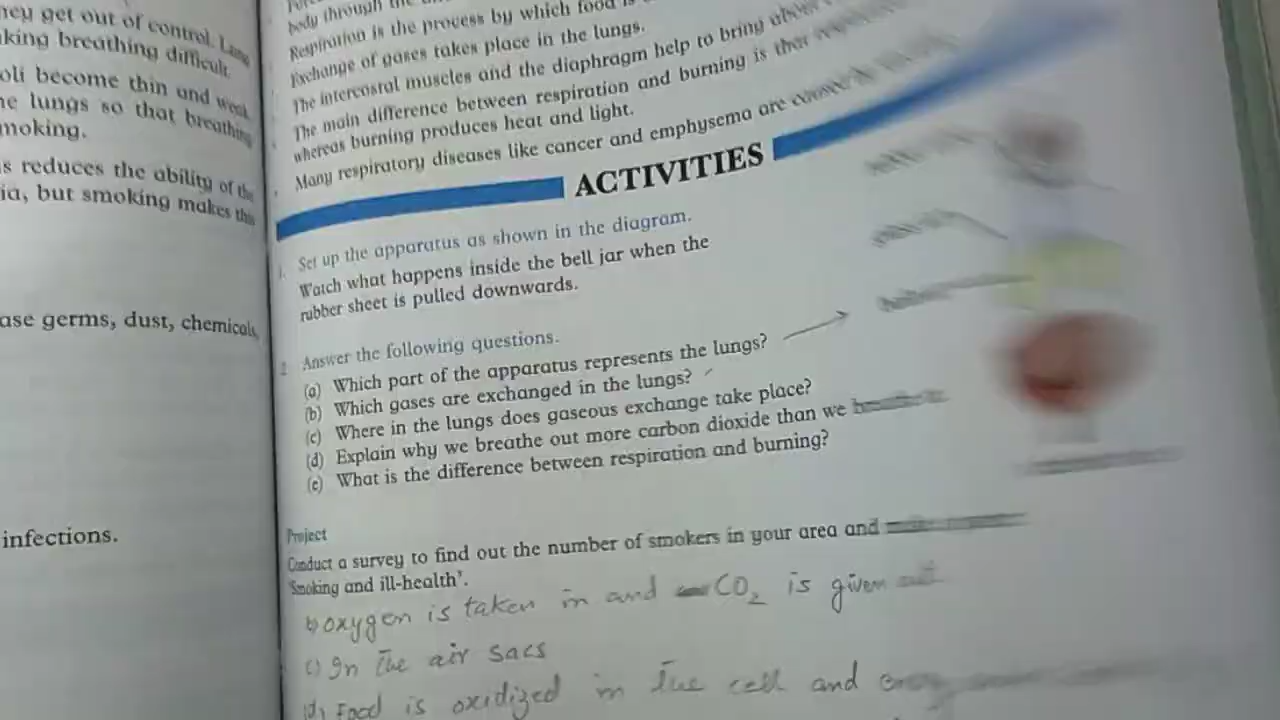 hey get out of control. Lung
king breathing difficult.
oli become thin and weak
e lungs so that breathing
moking.
s reduces the ability of the
ia, but smoking makes this
ase germs, dust, chemicals,
infections.
body through the
Respiration is the process by which food is
Exchange of gases takes place in the lungs.
The intercostal muscles and the diaphragm help to bring about
The main difference between respiration and burning is that
whereas burning produces heat and light.
Many respiratory diseases like cancer and emphysema are caused by
ACTIVITIES
1. Set up the apparatus as shown in the diagram.
Watch what happens inside the bell jar when the
rubber sheet is pulled downwards.
2 Answer the following questions.
(a) Which part of the apparatus represents the lungs?
(b) Which gases are exchanged in the lungs?
(c) Where in the lungs does gaseous exchange take place?
(d) Explain why we breathe out more carbon dioxide than we
(e) What is the difference between respiration and burning?
Project
Conduct a survey to find out the number of smokers in your area and
'Smoking and ill-health'.
b) oxygen is taken in and CO₂ is given out
c) In the air sacs
d) Food is oxidized in the cell and